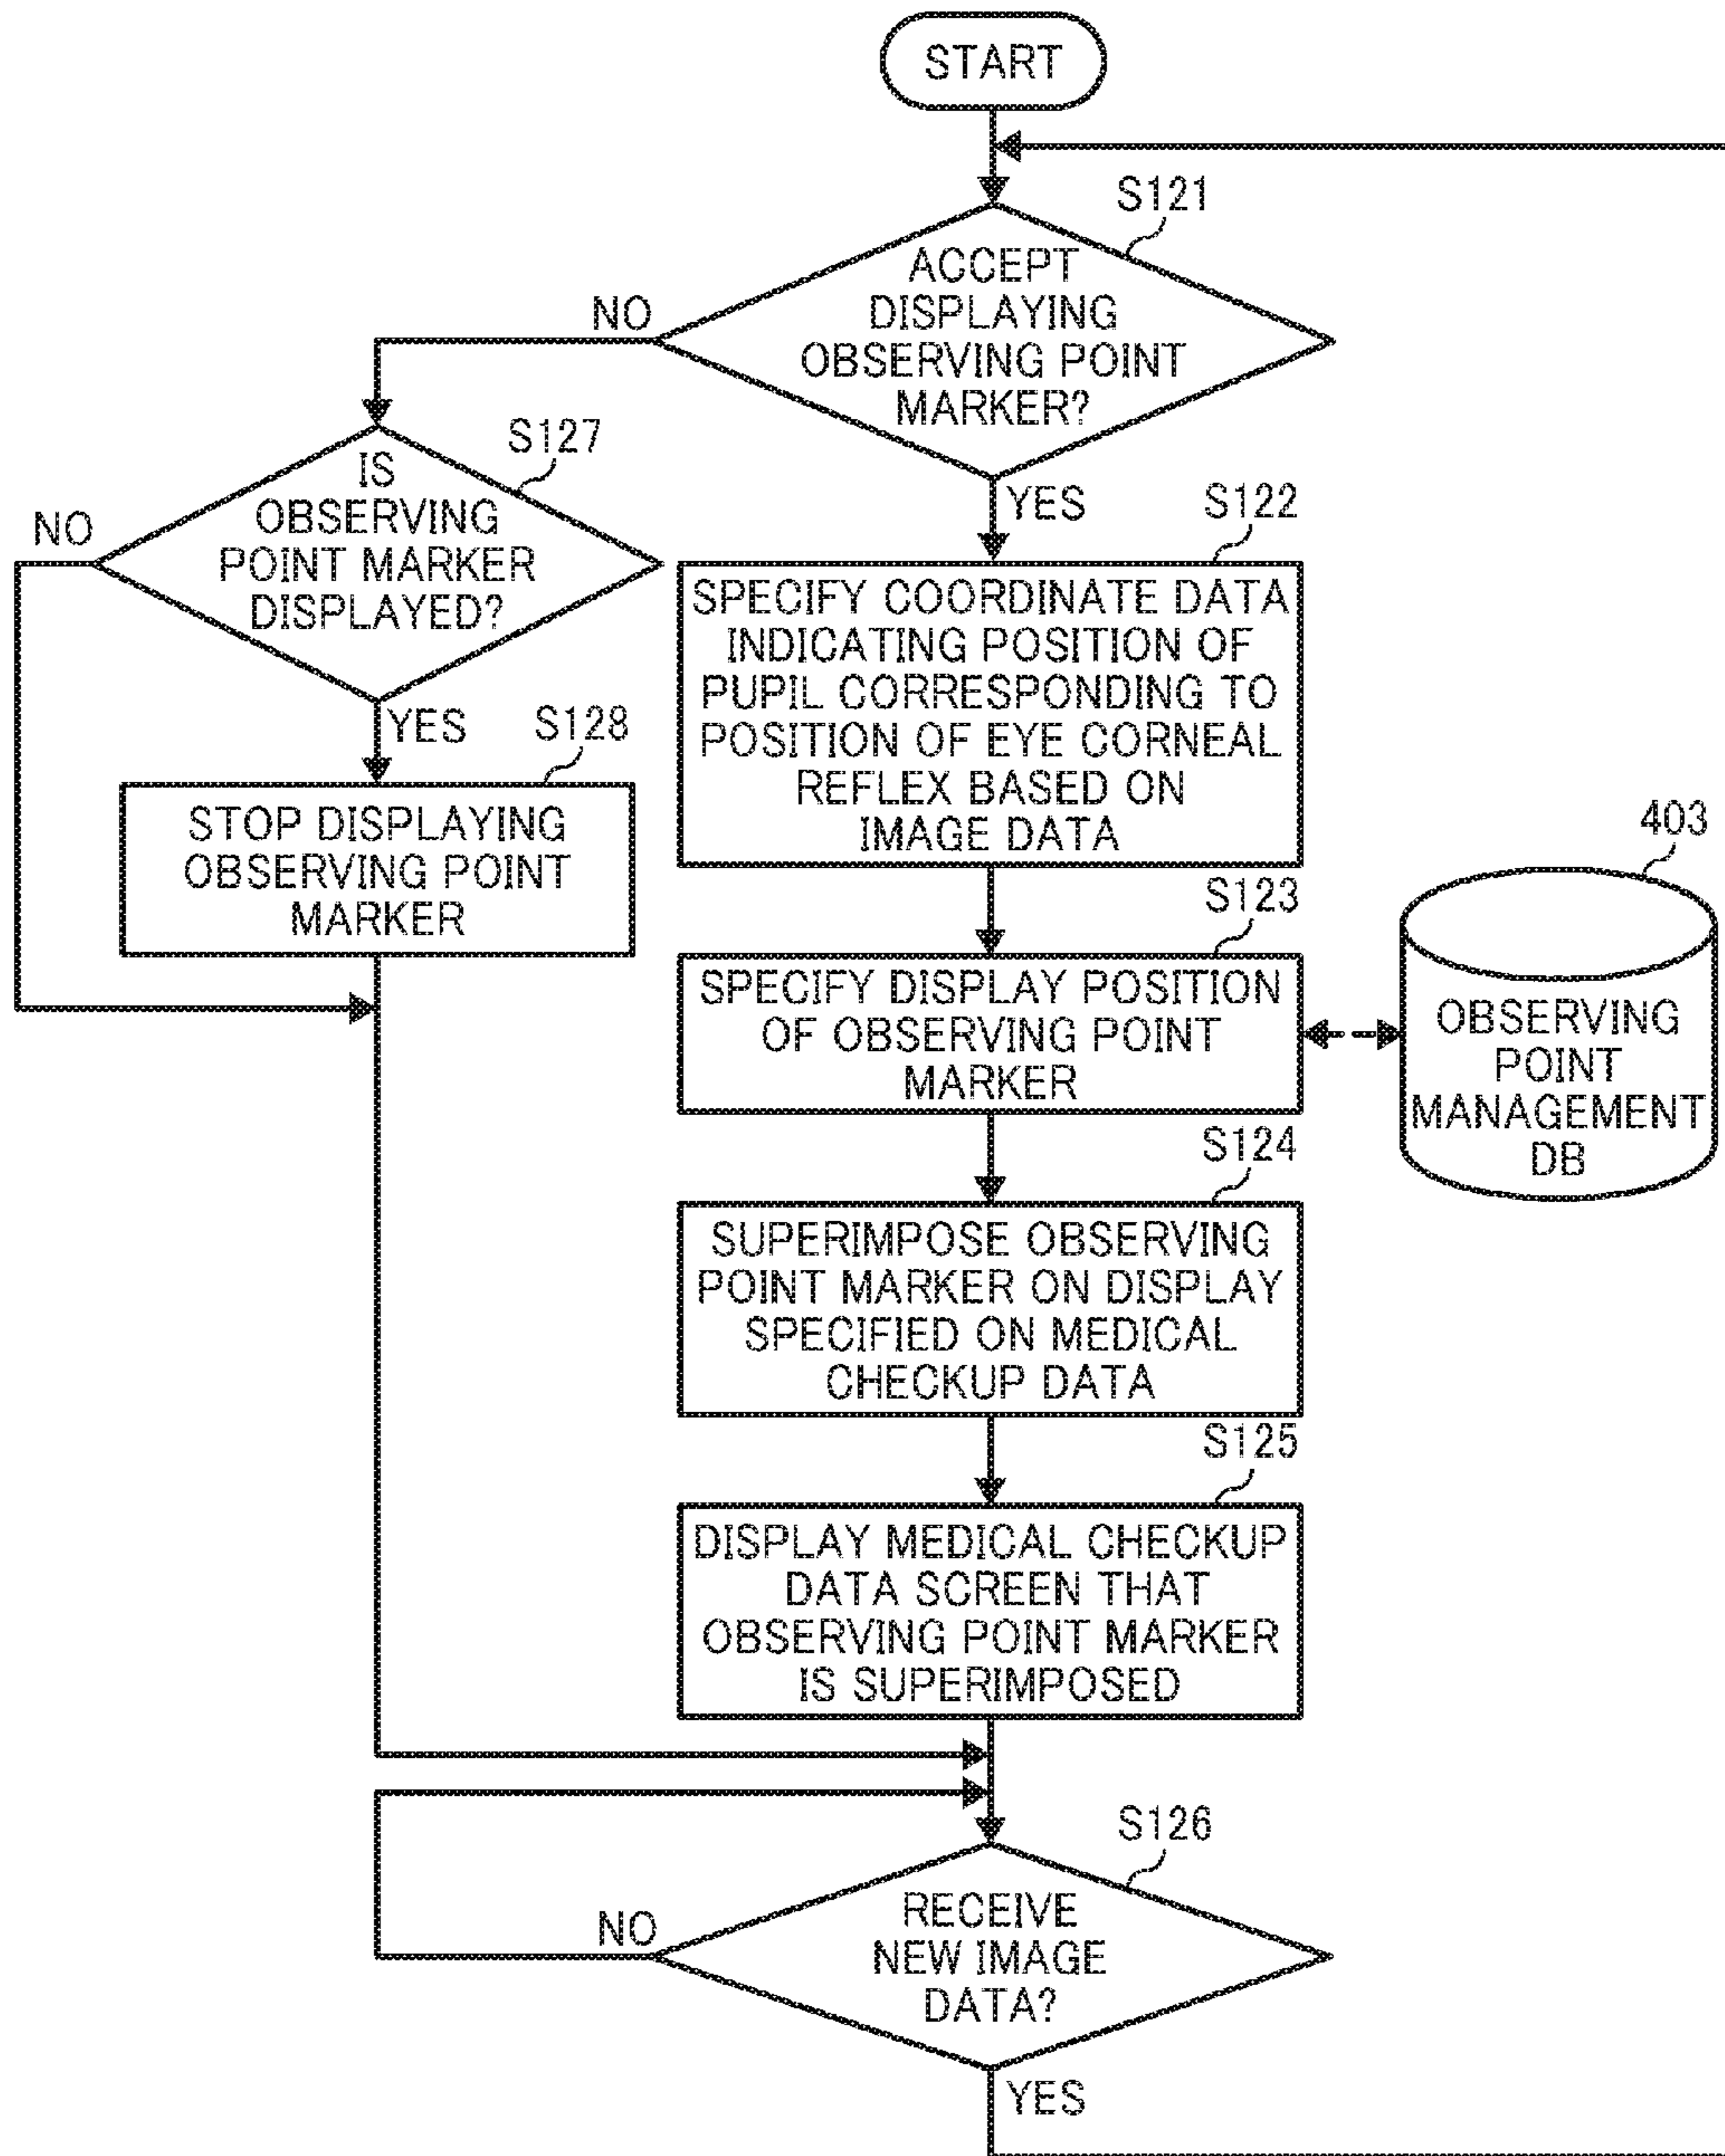 START
S121
ACCEPT
DISPLAYING
OBSERVING POINT
MARKER?
NO
YES
S127
IS
OBSERVING
POINT MARKER
DISPLAYED?
NO
YES
S128
STOP DISPLAYING
OBSERVING POINT
MARKER
S122
SPECIFY COORDINATE DATA
INDICATING POSITION OF
PUPIL CORRESPONDING TO
POSITION OF EYE CORNEAL
REFLEX BASED ON
IMAGE DATA
S123
SPECIFY DISPLAY POSITION
OF OBSERVING POINT
MARKER
403
OBSERVING
POINT
MANAGEMENT
DB
S124
SUPERIMPOSE OBSERVING
POINT MARKER ON DISPLAY
SPECIFIED ON MEDICAL
CHECKUP DATA
S125
DISPLAY MEDICAL CHECKUP
DATA SCREEN THAT
OBSERVING POINT MARKER
IS SUPERIMPOSED
S126
RECEIVE
NEW IMAGE
DATA?
NO
YES